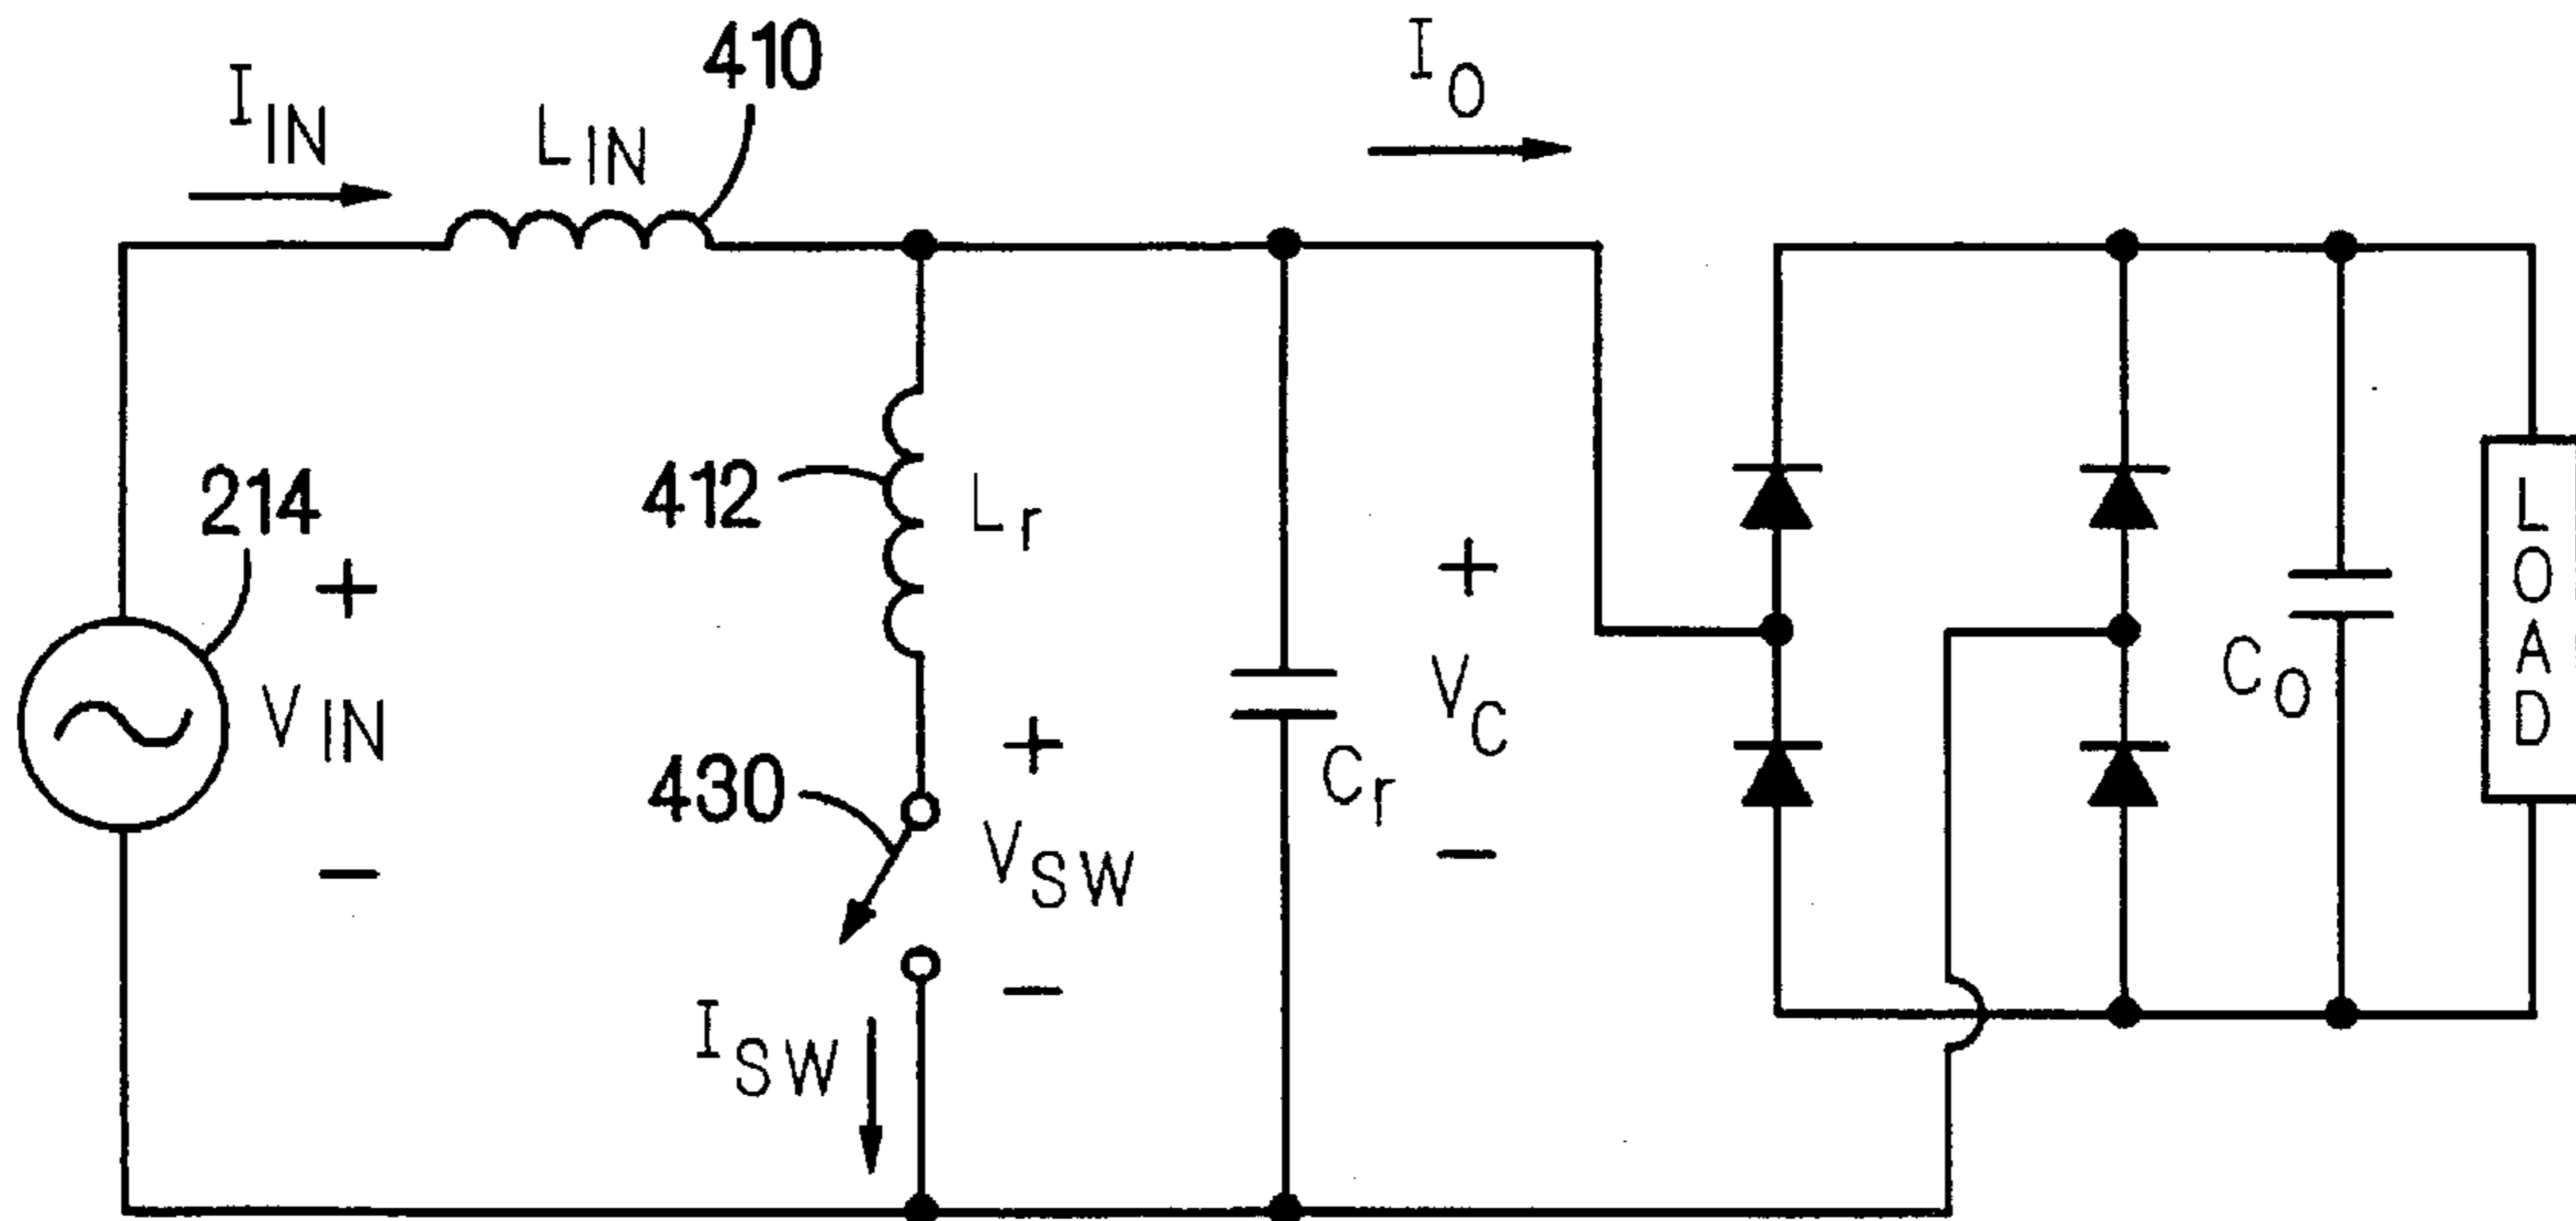 410
I_O
I_IN
L_IN
412
L_r
214
+
+
L
O
A
D
V_IN
430
+
V_SW
C_r
V_C
C_O
−
−
−
I_SW